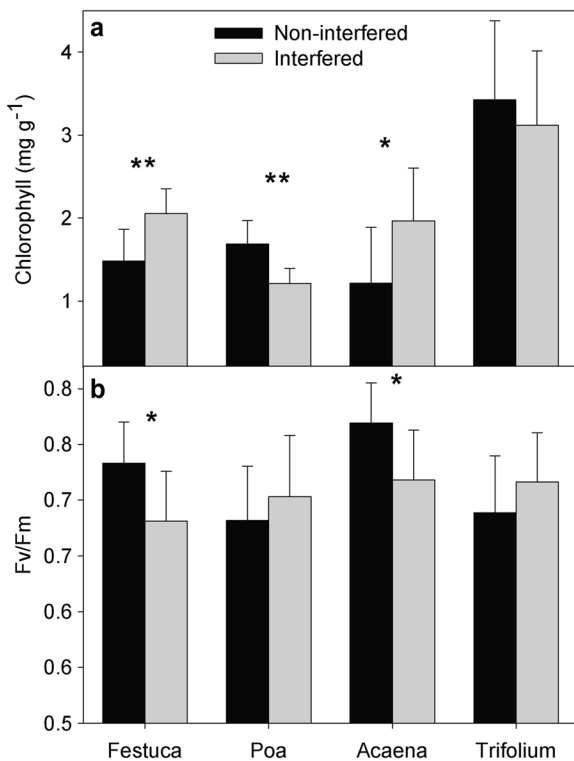 a
Non-interfered
Interfered
Chlorophyll (mg g-1)
4
3
2
1
**
**
*
b
Fv/Fm
0.8
0.8
0.7
0.7
0.6
0.6
0.5
*
*
Festuca Poa Acaena Trifolium